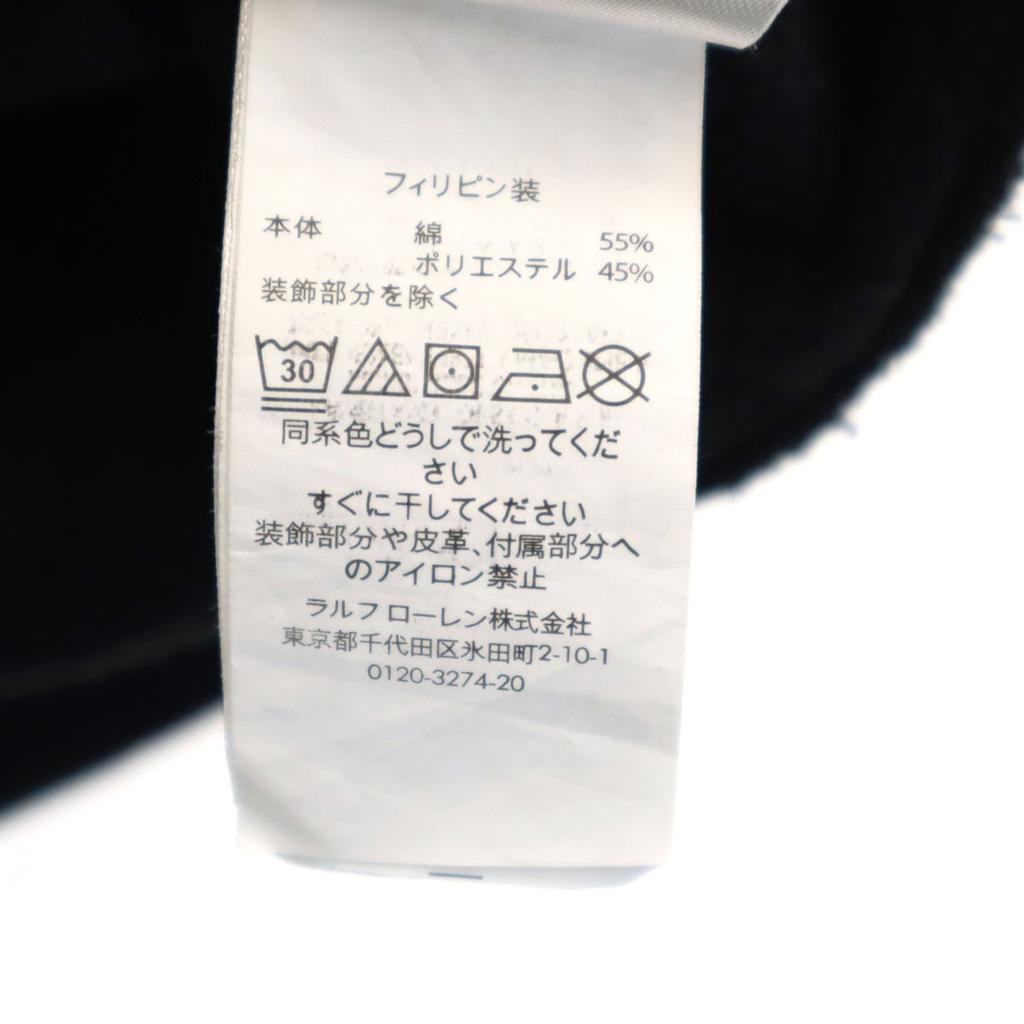 フィリピン装
本体 綿 55%
ポリエステル 45%
装飾部分を除く
30
同系色どうしで洗ってくだ
さい
すぐに干してください
装飾部分や皮革、付属部分へ
のアイロン禁止
ラルフ ローレン株式会社
東京都千代田区氷田町2-10-1
0120-3274-20